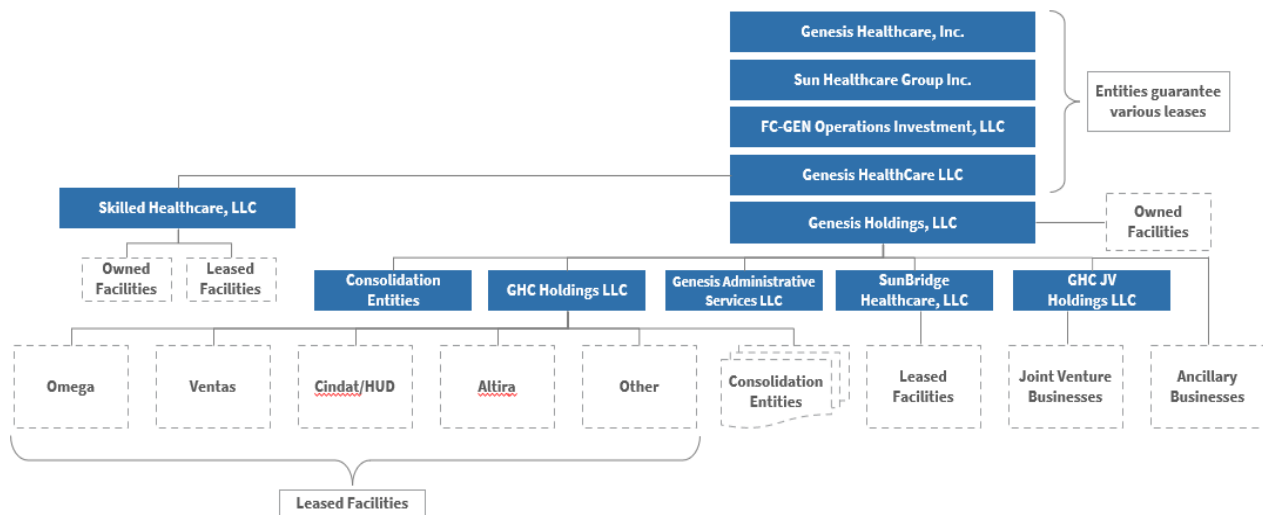 Genesis Healthcare, Inc.
Sun Healthcare Group Inc.
Entities guarantee
various leases
FC-GEN Operations Investment, LLC
Genesis HealthCare LLC
Skilled Healthcare, LLC
Genesis Holdings, LLC
Owned
Facilities
Owned
Facilities
Leased
Facilities
Consolidation
Entities
GHC Holdings LLC
Genesis Administrative
Services LLC
SunBridge
Healthcare, LLC
GHC JV
Holdings LLC
Omega
Ventas
Cindat/HUD
Altira
Other
Consolidation
Entities
Leased
Facilities
Joint Venture
Businesses
Ancillary
Businesses
Leased Facilities